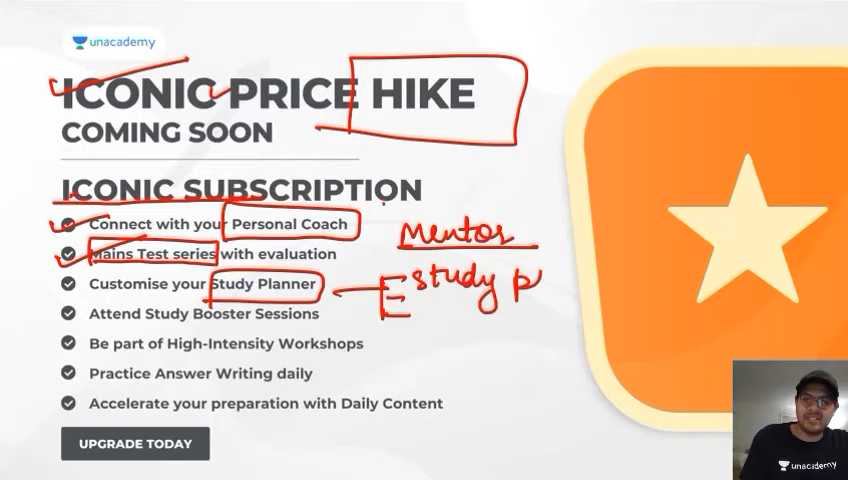 unacademy
ICONIC PRICE HIKE
COMING SOON
ICONIC SUBSCRIPTION
Connect with your Personal Coach
Mentor
Mains Test series with evaluation
Customise your Study Planner
study p
Attend Study Booster Sessions
Be part of High-Intensity Workshops
Practice Answer Writing daily
Accelerate your preparation with Daily Content
UPGRADE TODAY
unacademy